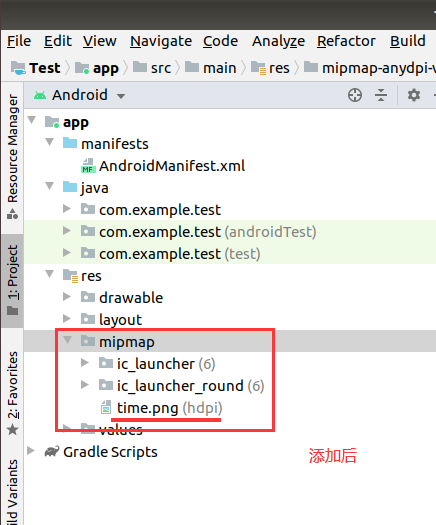 File Edit View Navigate Code Analyze Refactor Build
Test app src main res mipmap-anydpi-v
Android
app
manifests
AndroidManifest.xml
java
com.example.test
com.example.test (androidTest)
com.example.test (test)
res
drawable
layout
mipmap
ic_launcher (6)
ic_launcher_round (6)
time.png (hdpi)
values
Gradle Scripts
添加后
Resource Manager
1: Project
2: Favorites
ild Variants